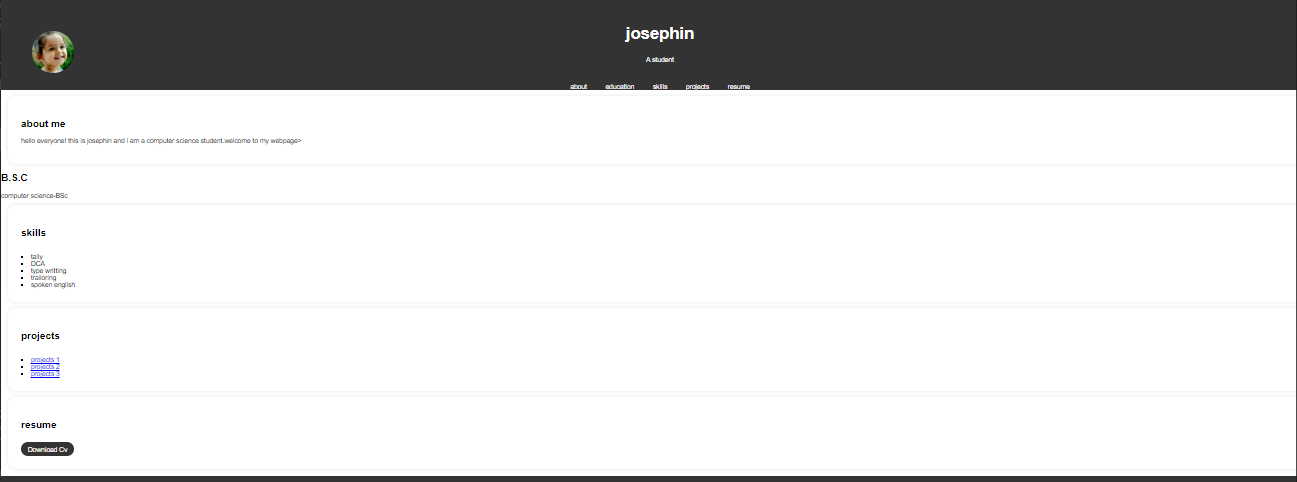 josephin
A student
about education skills projects resume
about me
hello everyone! this is josephin and i am a computer science student.welcome to my webpage>
B.S.C
computer science-BSc
skills
tally
DCA
type writting
trailoring
spoken english
projects
projects 1
projects 2
projects 3
resume
Download Cv